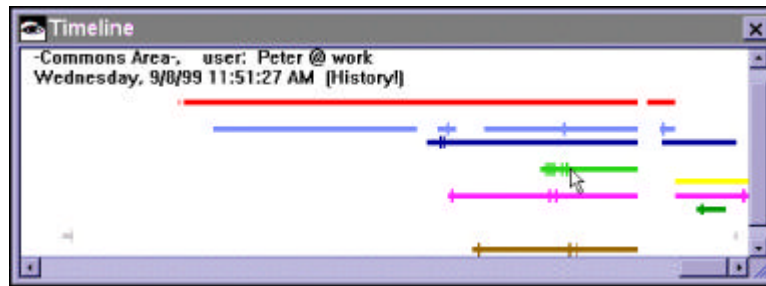 Timeline
-Commons Area-, user: Peter @ work
Wednesday, 9/8/99 11:51:27 AM (History!)